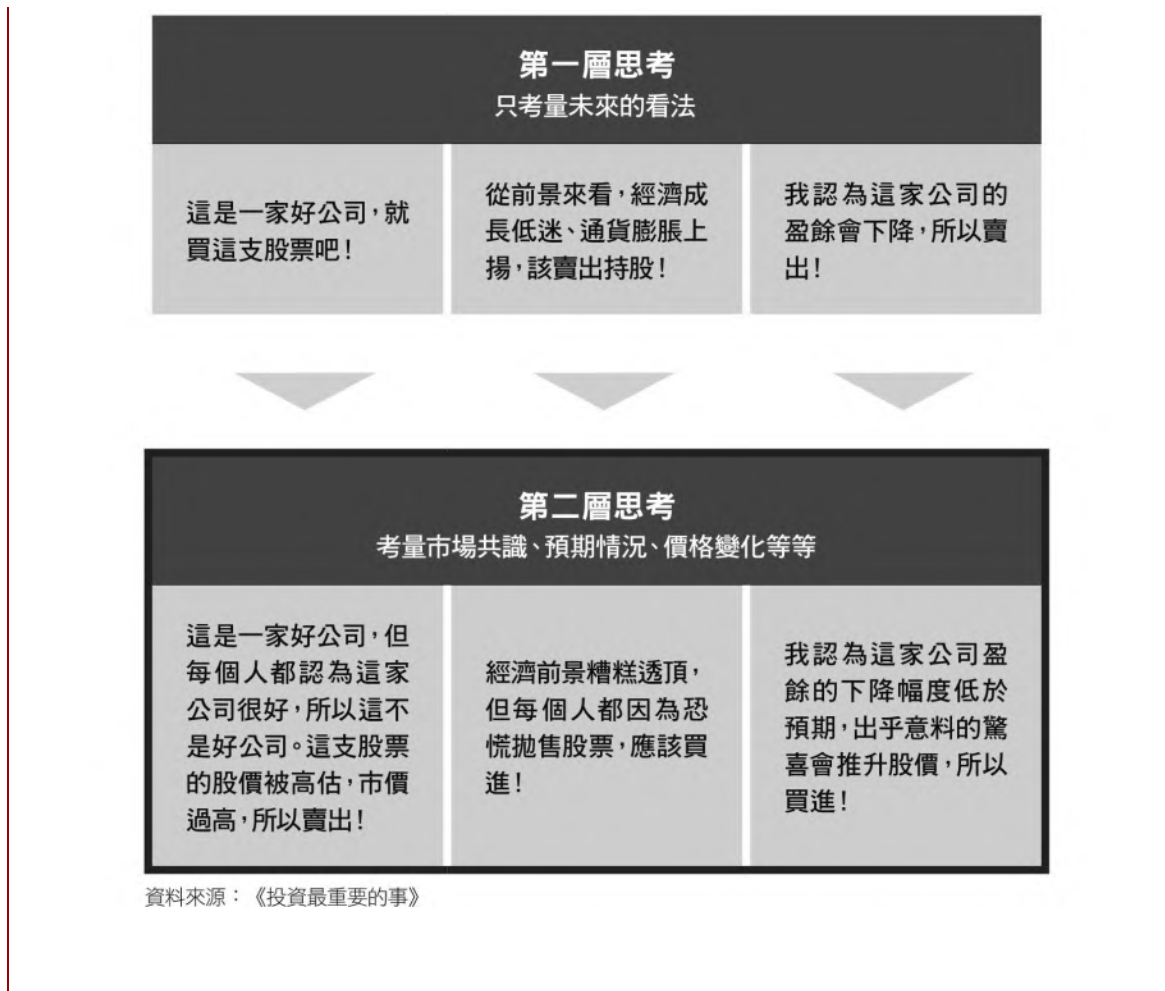 第一層思考
只考量未來的看法
這是一家好公司，就
買這支股票吧！
從前景來看，經濟成
長低迷、通貨膨脹上
揚，該賣出持股！
我認為這家公司的
盈餘會下降，所以賣
出！
第二層思考
考量市場共識、預期情況、價格變化等等
這是一家好公司，但
每個人都認為這家
公司很好，所以這不
是好公司。這支股票
的股價被高估，市價
過高，所以賣出！
經濟前景糟糕透頂，
但每個人都因為恐
慌拋售股票，應該買
進！
我認為這家公司盈
餘的下降幅度低於
預期，出乎意料的驚
喜會推升股價，所以
買進！
資料來源：《投資最重要的事》